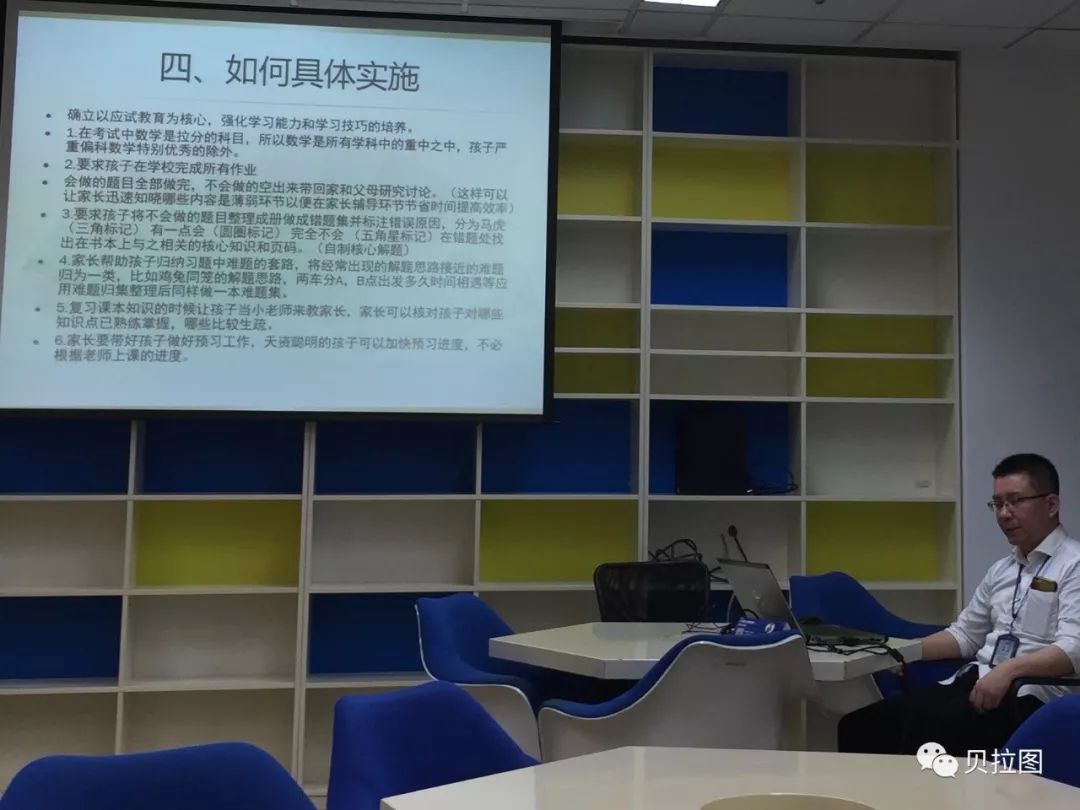 四、如何具体实施
• 确立以应试教育为核心，强化学习能力和学习技巧的培养。
• 1.在考试中数学是拉分的科目，所以数学是所有学科中的重中之中，孩子严
重偏科数学特别优秀的除外。
• 2.要求孩子在学校完成所有作业
• 会做的题目全部做完，不会做的空出来带回家和父母研究讨论。（这样可以
让家长迅速知晓哪些内容是薄弱环节以便在家长辅导环节节省时间提高效率）
• 3.要求孩子将不会做的题目整理成册做成错题集并标注错误原因，分为马虎
（三角标记） 有一点会（圆圈标记） 完全不会 （五角星标记）在错题处找
出在书本上与之相关的核心知识和页码。（自制核心解题）
• 4.家长帮助孩子归纳习题中难题的套路，将经常出现的解题思路接近的难题
归为一类，比如鸡兔同笼的解题思路，两车分A，B点出发多久时间相遇等应
用难题归集整理后同样做一本难题集。
• 5.复习课本知识的时候让孩子当小老师来教家长，家长可以核对孩子对哪些
知识点已熟练掌握，哪些比较生疏。
• 6.家长要带好孩子做好预习工作，天资聪明的孩子可以加快预习进度，不必
根据老师上课的进度。
贝拉图